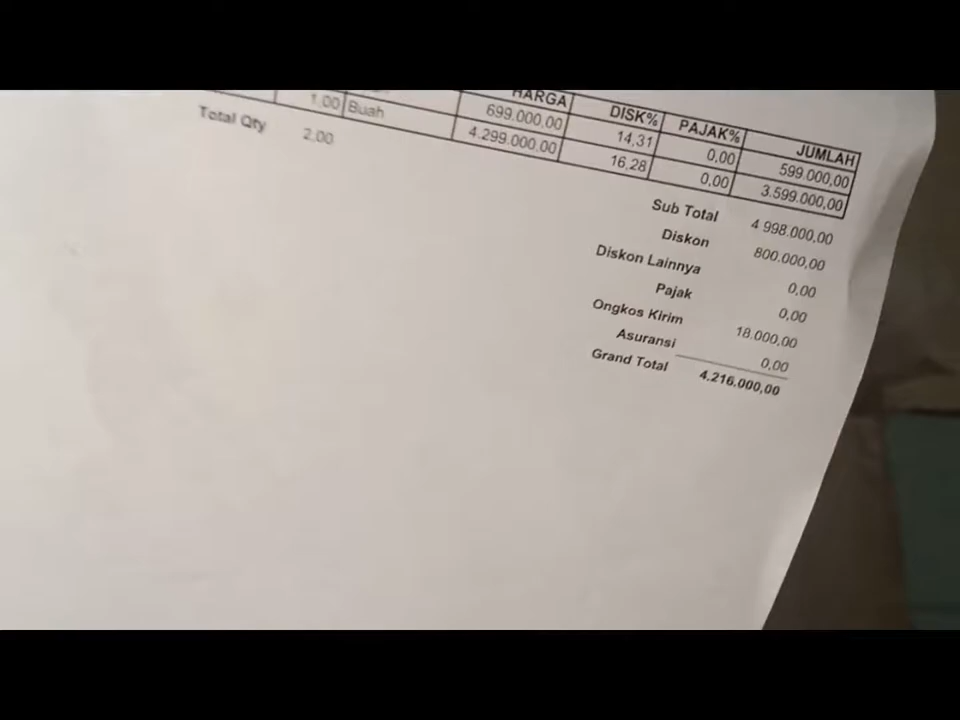 HARGA DISK% PAJAK% JUMLAH
699.000,00 14,31 0,00 599.000,00
1,00 Buah 4.299.000,00 16,28 0,00 3.599.000,00
Total Qty 2,00
Sub Total 4 998.000,00
Diskon 800.000,00
Diskon Lainnya 0,00
Pajak 0,00
Ongkos Kirim 18.000,00
Asuransi 0,00
Grand Total 4.216.000,00